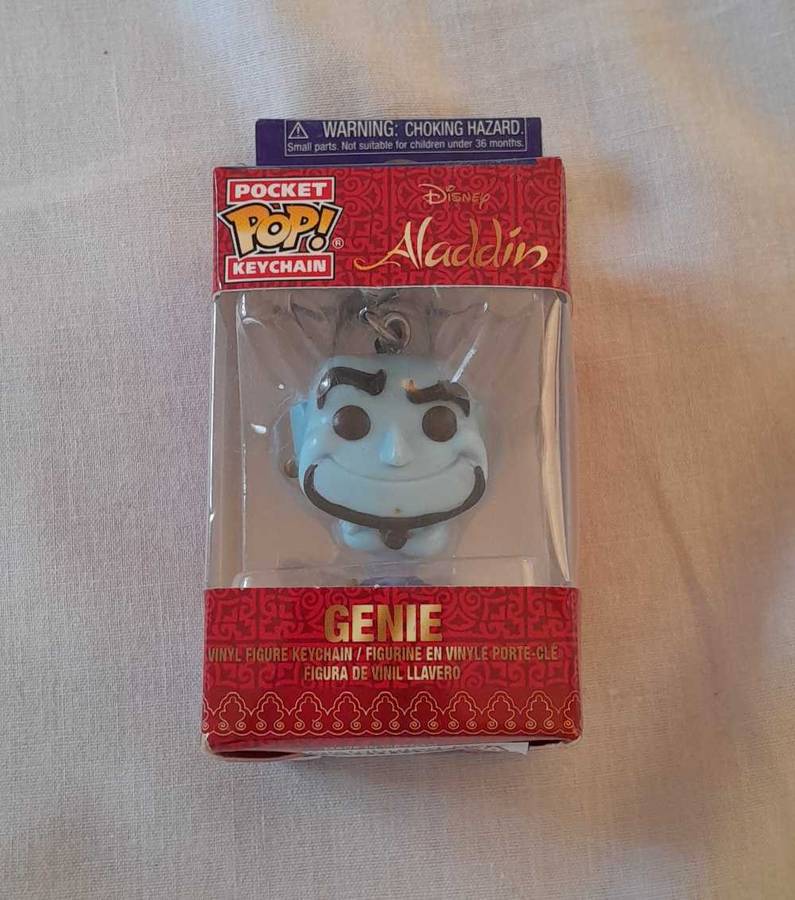 ⚠ WARNING: CHOKING HAZARD.
Small parts. Not suitable for children under 36 months.
POCKET
POP!®
KEYCHAIN
Disney
Aladdin
GENIE
VINYL FIGURE KEYCHAIN / FIGURINE EN VINYLE PORTE-CLÉ
FIGURA DE VINIL LLAVERO